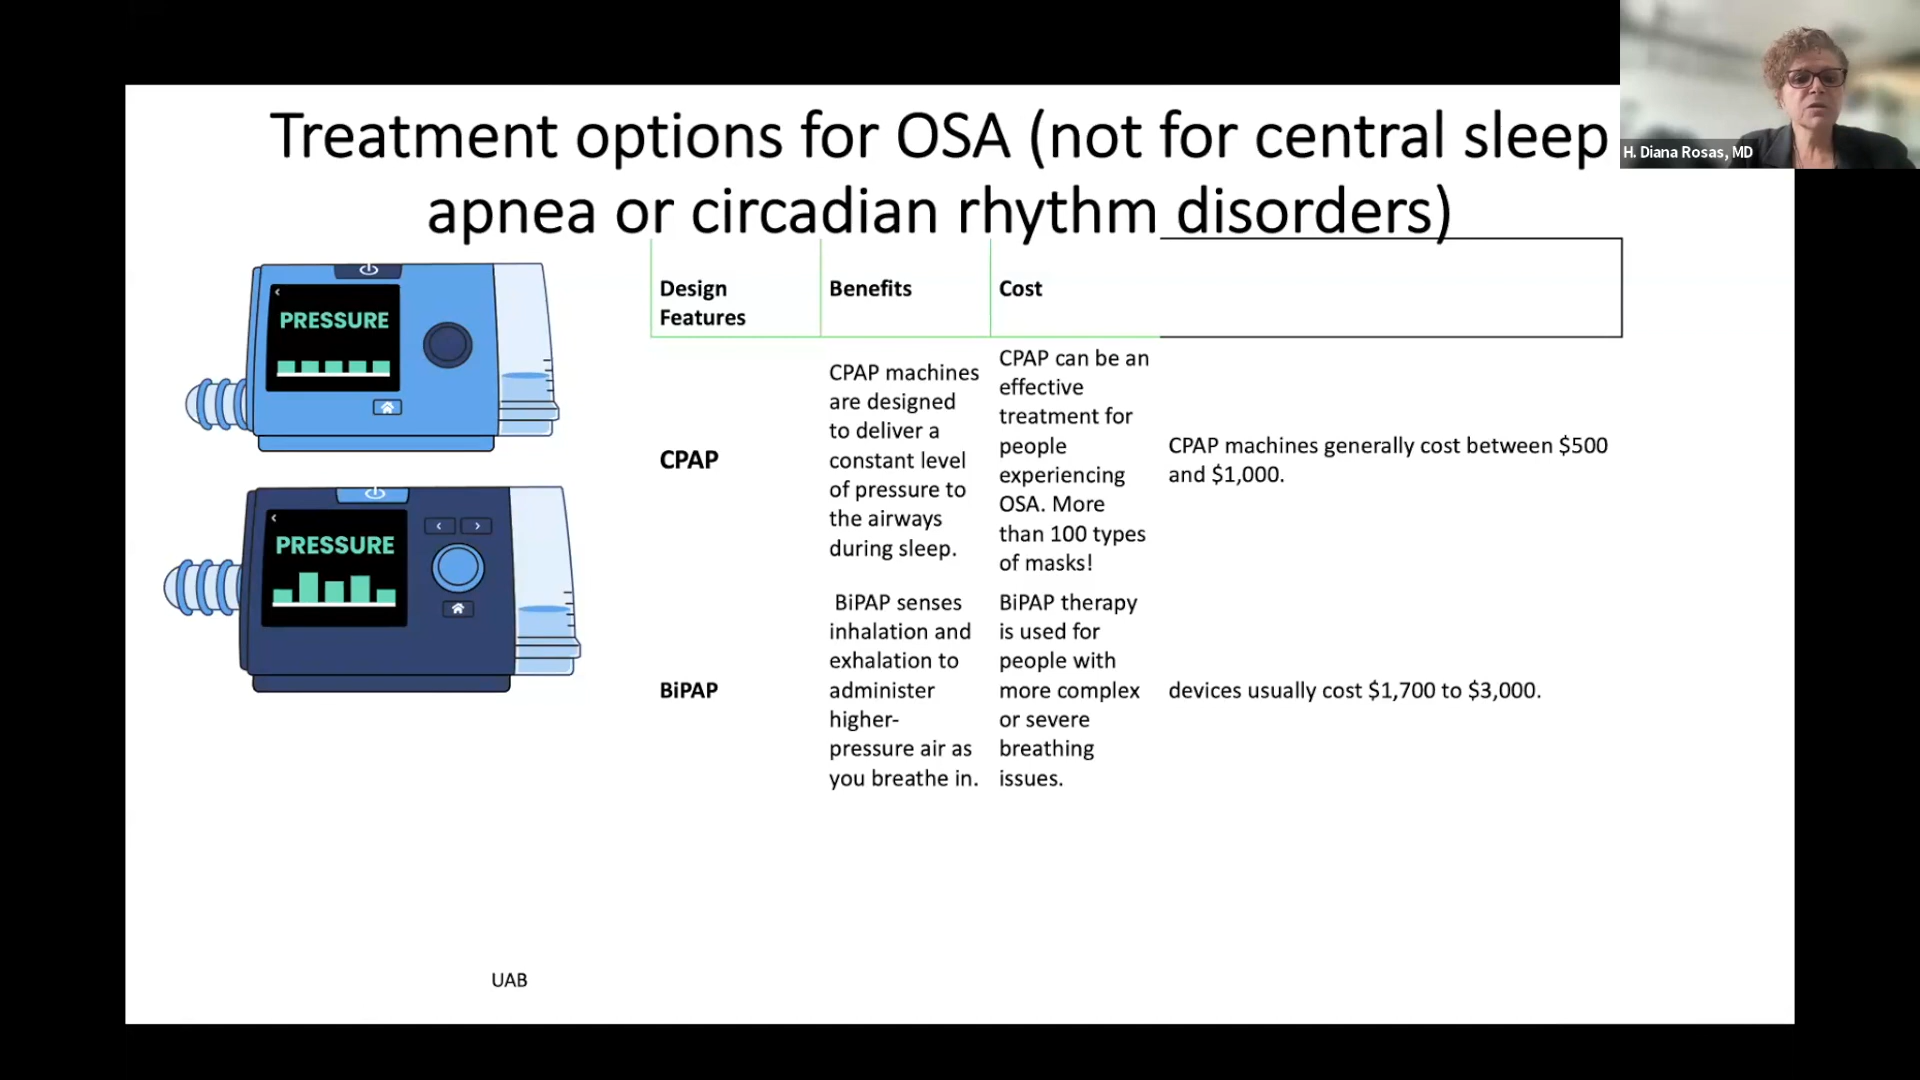 Treatment options for OSA (not for central sleep
apnea or circadian rhythm disorders)
H. Diana Rosas, MD
PRESSURE
PRESSURE
Design
Features
Benefits
Cost
CPAP
CPAP machines
are designed
to deliver a
constant level
of pressure to
the airways
during sleep.
CPAP can be an
effective
treatment for
people
experiencing
OSA. More
than 100 types
of masks!
CPAP machines generally cost between $500
and $1,000.
BiPAP
BiPAP senses
inhalation and
exhalation to
administer
higher-
pressure air as
you breathe in.
BiPAP therapy
is used for
people with
more complex
or severe
breathing
issues.
devices usually cost $1,700 to $3,000.
UAB